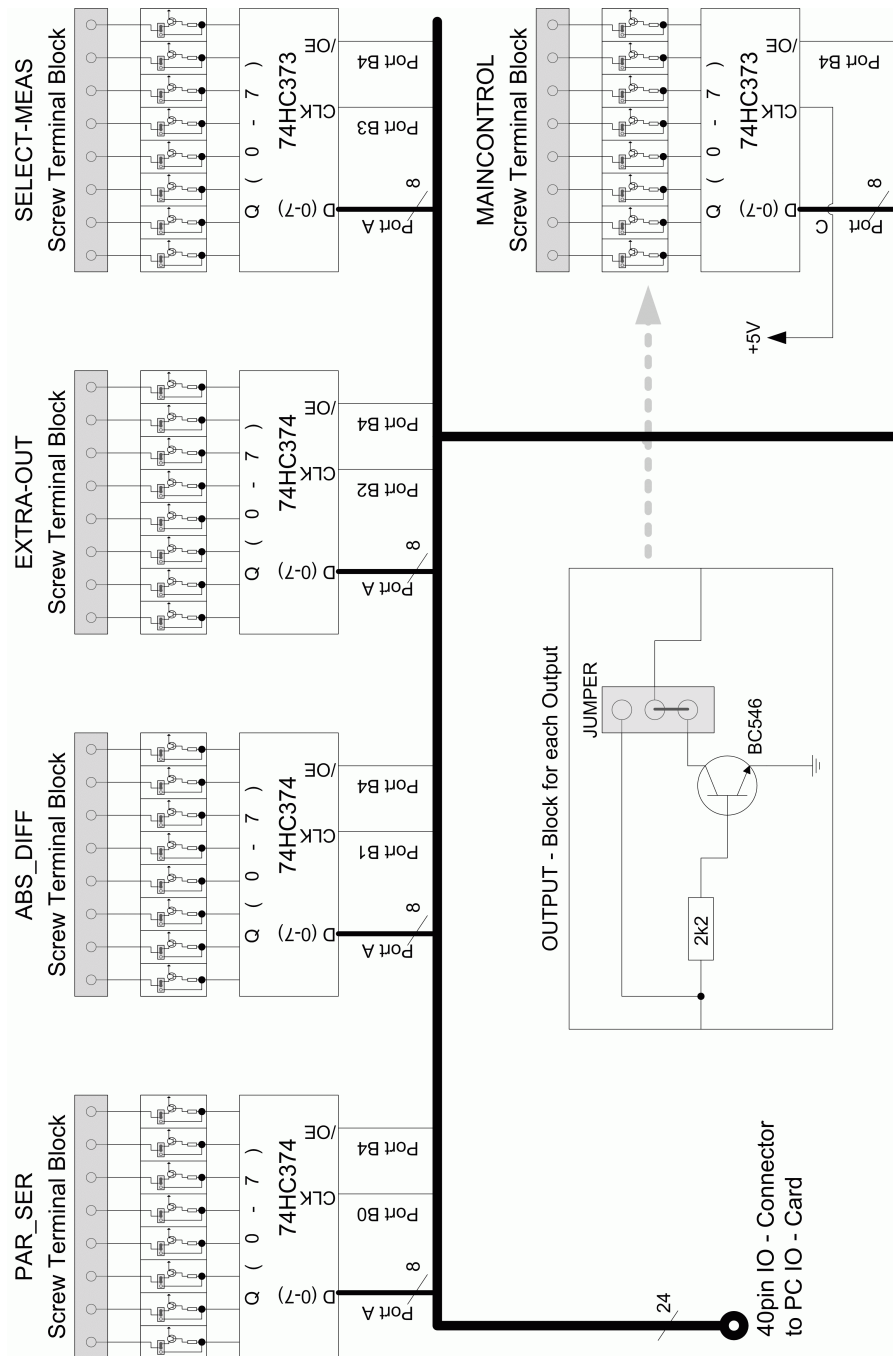 PAR_SER
Screw Terminal Block
Q ( 0 - 7 )
74HC374
D (0-7)
CLK
/OE
Port A
8
Port B0
Port B4
ABS_DIFF
Screw Terminal Block
Q ( 0 - 7 )
74HC374
D (0-7)
CLK
/OE
Port A
8
Port B1
Port B4
EXTRA-OUT
Screw Terminal Block
Q ( 0 - 7 )
74HC374
D (0-7)
CLK
/OE
Port A
8
Port B2
Port B4
SELECT-MEAS
Screw Terminal Block
Q ( 0 - 7 )
74HC373
D (0-7)
CLK
/OE
Port A
8
Port B3
Port B4
24
40pin IO - Connector
to PC IO - Card
OUTPUT - Block for each Output
JUMPER
2k2
BC546
MAINCONTROL
Screw Terminal Block
Q ( 0 - 7 )
74HC373
D (0-7)
CLK
/OE
+5V
Port C
8
Port B4